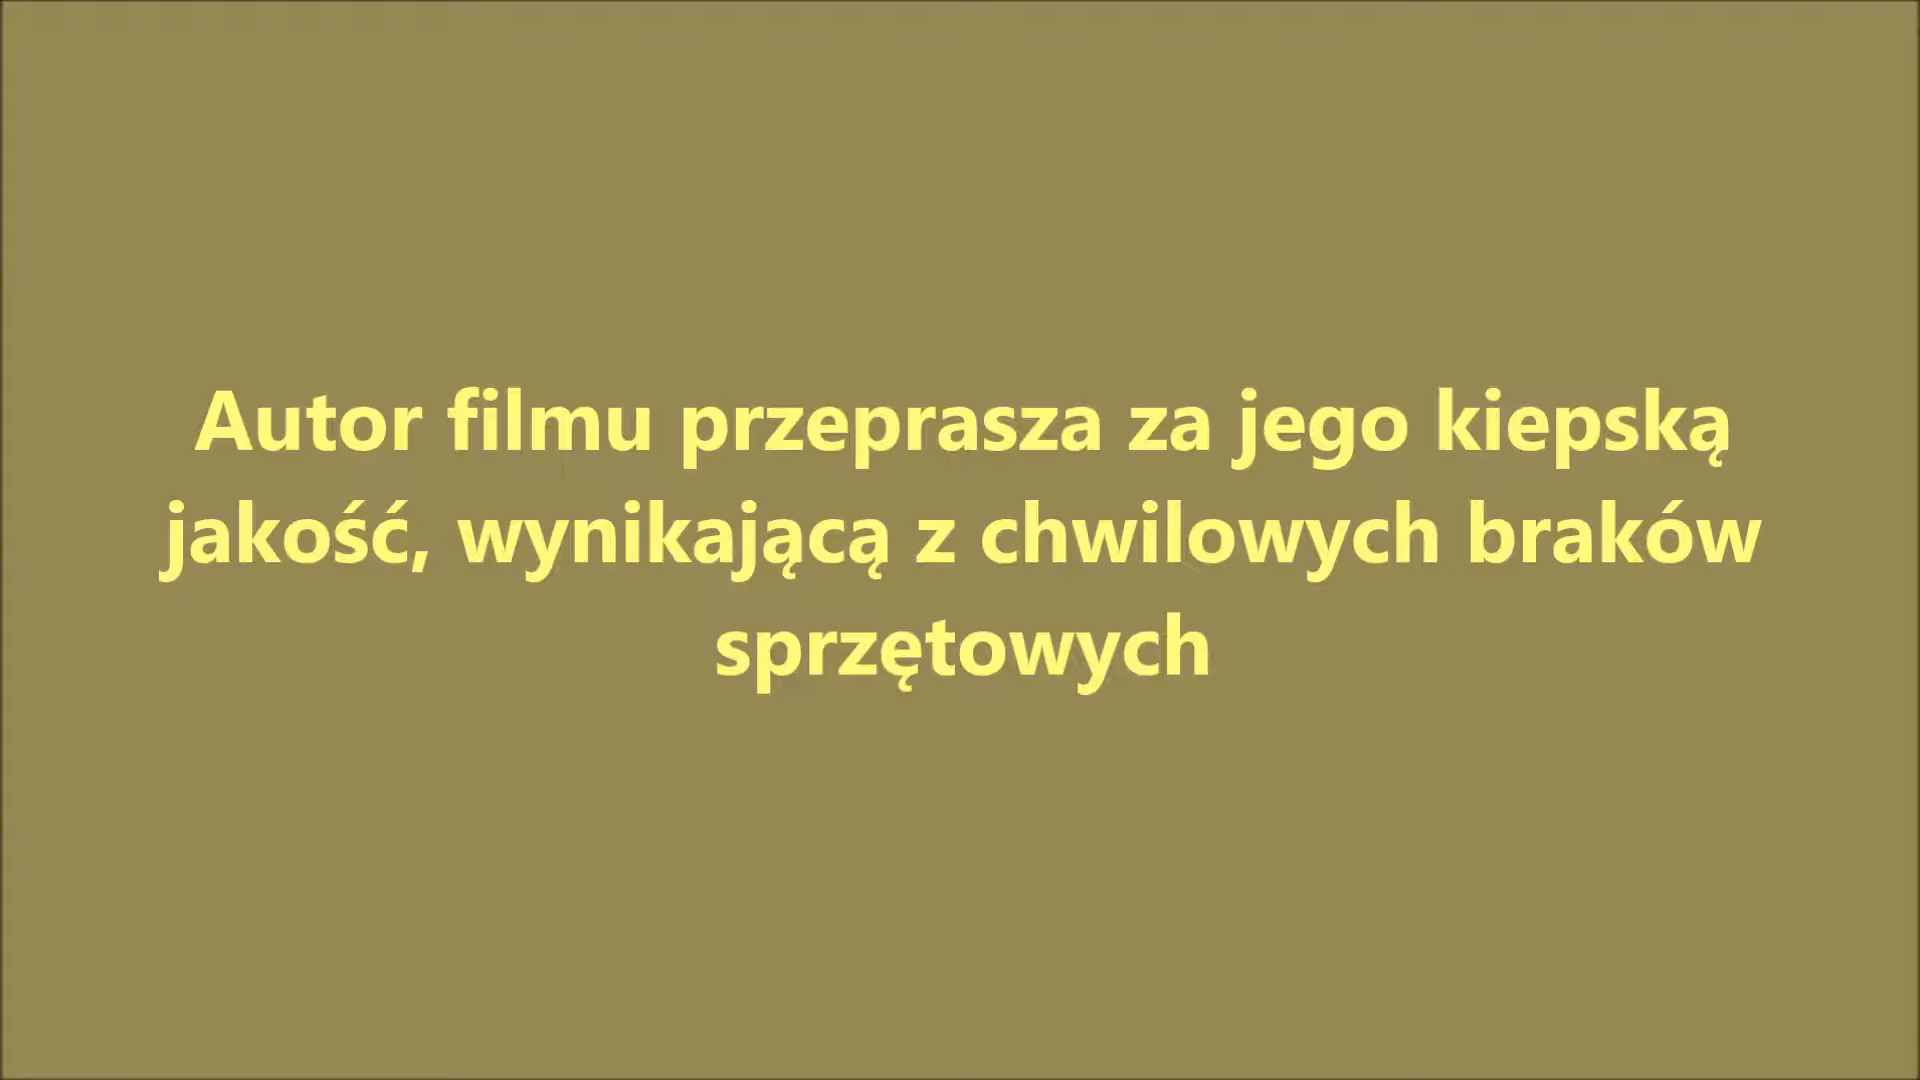 Autor filmu przeprasza za jego kiepską
jakość, wynikającą z chwilowych braków
sprzętowych